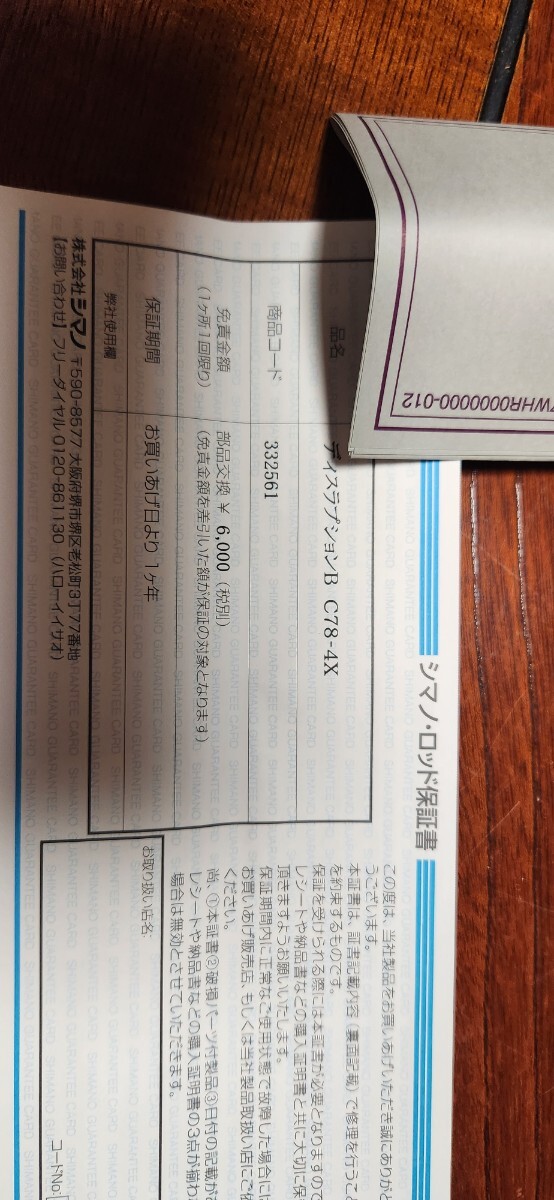 シマノ・ロッド保証書
品名
ディスラプションB C78-4X
商品コード
332561
免責金額
(1ヶ所1回限り)
部品交換 ¥ 6,000 (税別)
(免責金額を差引いた額が保証の対象となります)
保証期間
お買いあげ日より 1ヶ年
弊社使用欄
株式会社シマノ 〒590-8577 大阪府堺市堺区老松町3丁77番地
【お問い合わせ】フリーダイヤル 0120-861130 (ハローイイサオ)
この度は、当社製品をお買いあげいただき誠にありがと
うございます。
本証書は、証書記載内容(裏面記載)で修理を行うこと
を約束するものです。
保証を受けられる際には本証書が必要となりますので
レシートや納品書などの購入証明書と共に大切に保
頂きますようお願いいたします。
保証期間内に正常なご使用状態で故障した場合には
お買いあげ販売店、もしくは当社製品取扱い店にご依
ください。
尚、①本証書②破損パーツ付製品③日付の記載が
レシートや納品書などの購入証明書の3点が揃わ
場合は無効とさせていただきます。
お取り扱い店名:
コードNo.
WHR0000000-012
SHIMANO GUARANTEE CARD